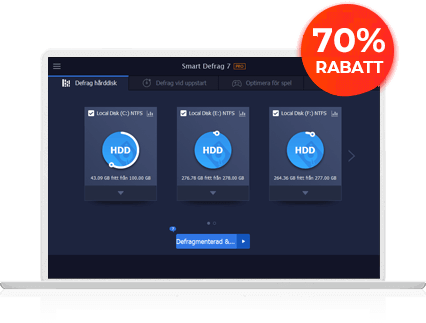 70%
RABATT
Smart Defrag 7 PRO
Defrag hårddisk
Defrag vid uppstart
Optimera för spel
Local Disk (C:) NTFS
HDD
43.09 GB fritt från 100.00 GB
Local Disk (E:) NTFS
HDD
276.78 GB fritt från 278.00 GB
Local Disk (F:) NTFS
HDD
264.36 GB fritt från 277.00 GB
Defragmenterad &...